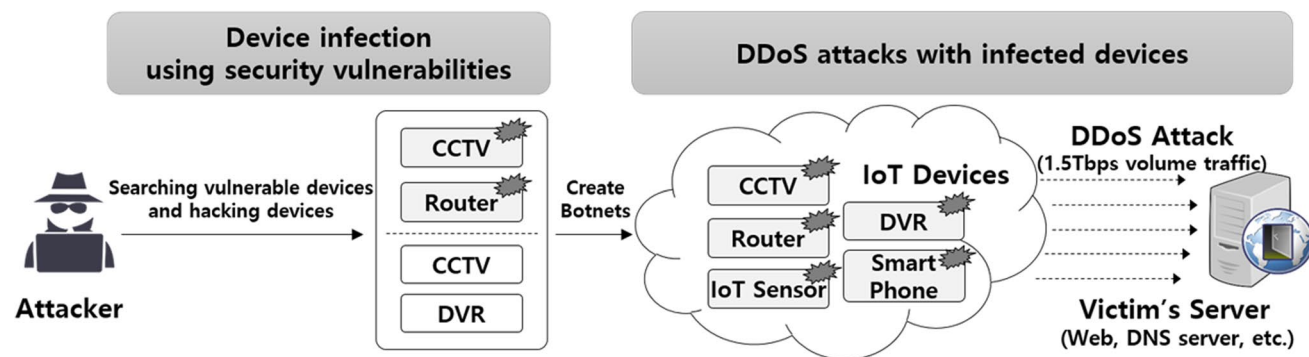 Device infection
using security vulnerabilities
DDoS attacks with infected devices
Attacker
Searching vulnerable devices
and hacking devices
CCTV
Router
CCTV
DVR
Create
Botnets
IoT Devices
CCTV
Router
IoT Sensor
DVR
Smart
Phone
DDoS Attack
(1.5Tbps volume traffic)
Victim's Server
(Web, DNS server, etc.)